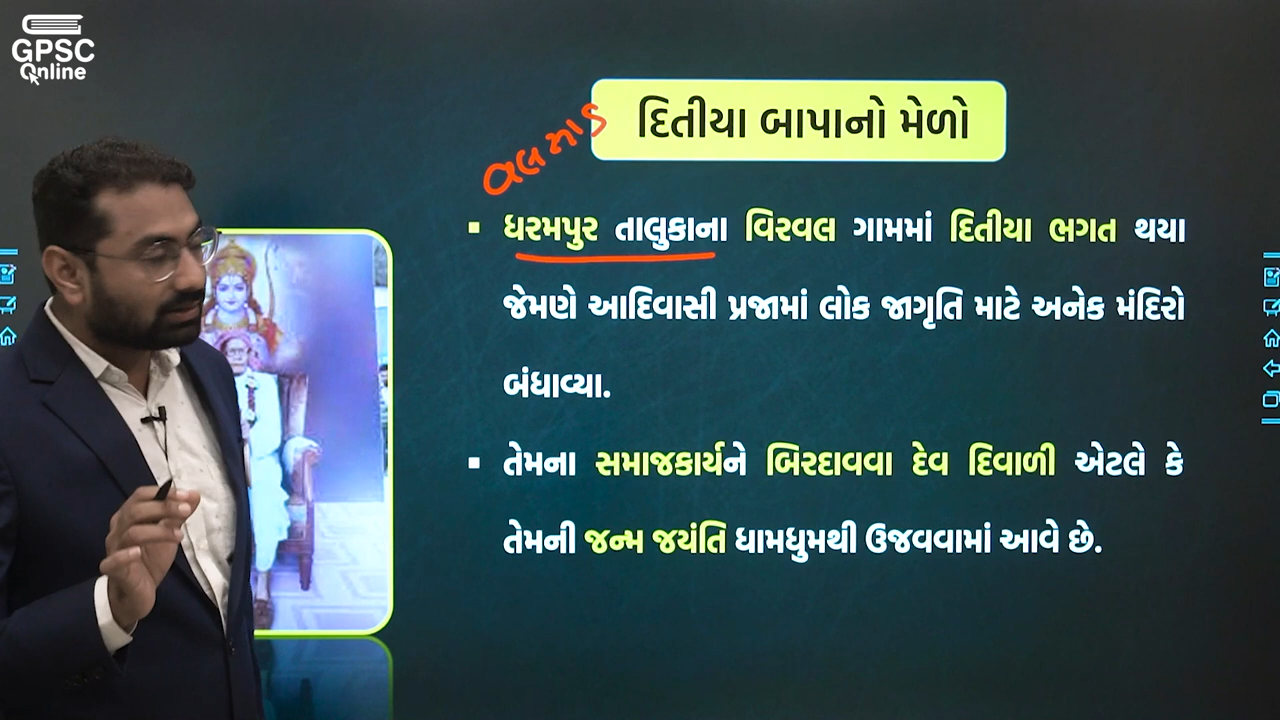 GPSC
Online
દિતીયા બાપાનો મેળો
વલસાડ
▪ ધરમપુર તાલુકાના વિરવલ ગામમાં દિતીયા ભગત થયા
જેમણે આદિવાસી પ્રજામાં લોક જાગૃતિ માટે અનેક મંદિરો
બંધાવ્યા.
▪ તેમના સમાજકાર્યને બિરદાવવા દેવ દિવાળી એટલે કે
તેમની જન્મ જયંતિ ધામધુમથી ઉજવવામાં આવે છે.